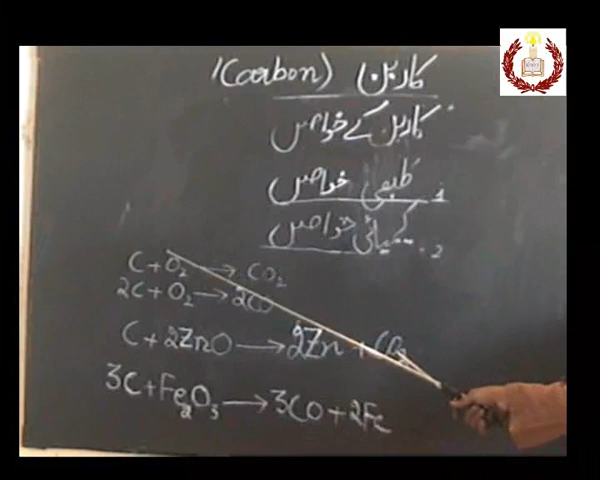 کاربن (Carbon)
کاربن کے خواص
1. طبعی خواص
2. کیمیائی خواص
C + O₂ → CO₂
2C + O₂ → 2CO
C + 2ZnO → 2Zn + CO₂
3C + Fe₂O₃ → 3CO + 2Fe